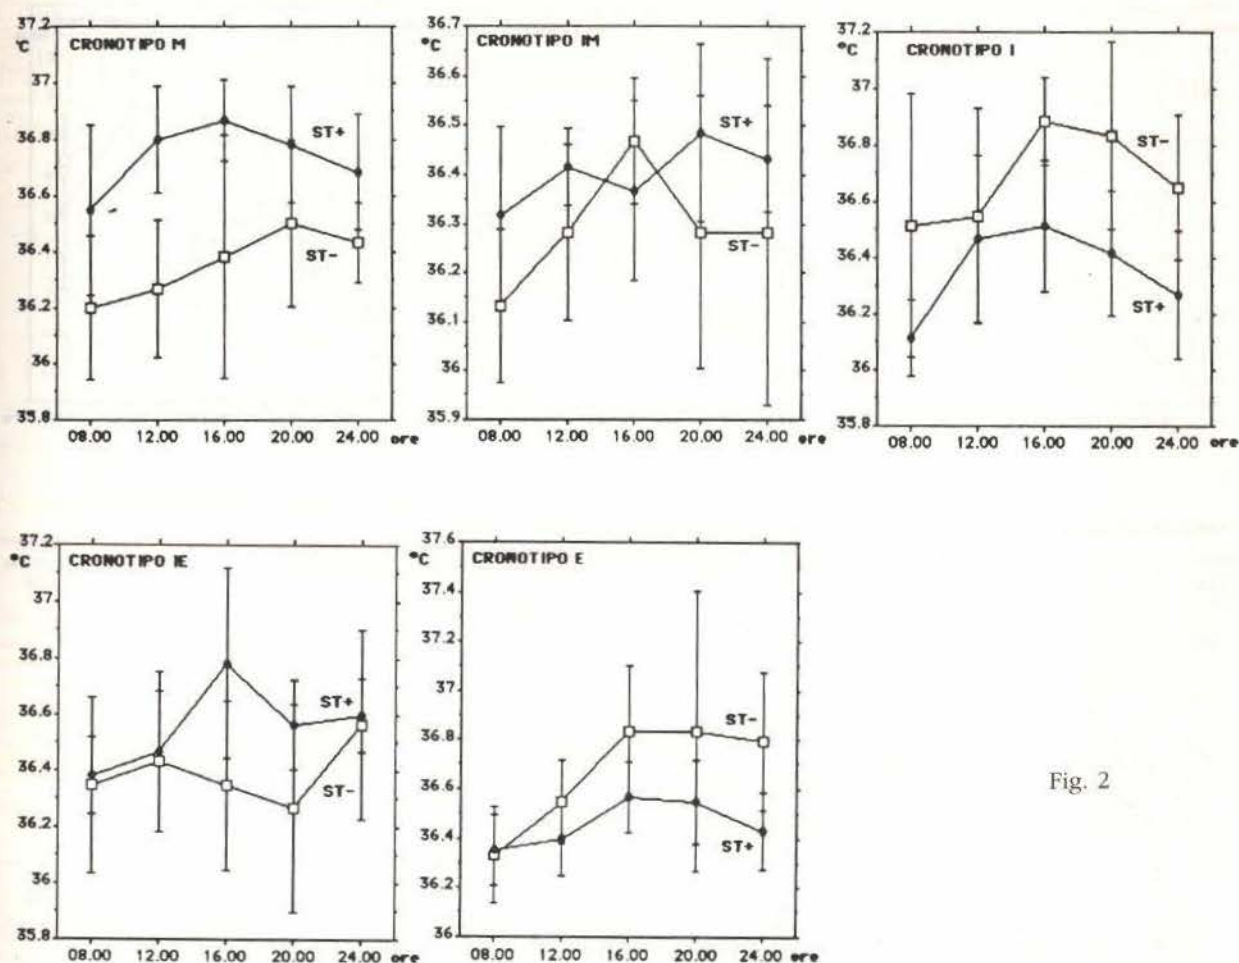 37.2
°C
CRONOTIPO M
37
36.8
36.6
36.4
36.2
36
35.8
ST+
ST-
08.00 12.00 16.00 20.00 24.00 ore
36.7
°C
CRONOTIPO IM
36.6
36.5
36.4
36.3
36.2
36.1
36
35.9
ST+
ST-
08.00 12.00 16.00 20.00 24.00 ore
37.2
°C
CRONOTIPO I
37
36.8
36.6
36.4
36.2
36
35.8
ST-
ST+
08.00 12.00 16.00 20.00 24.00 ore
37.2
°C
CRONOTIPO IE
37
36.8
36.6
36.4
36.2
36
35.8
ST+
ST-
08.00 12.00 16.00 20.00 24.00 ore
37.6
°C
CRONOTIPO E
37.4
37.2
37
36.8
36.6
36.4
36.2
36
ST-
ST+
08.00 12.00 16.00 20.00 24.00 ore
Fig. 2